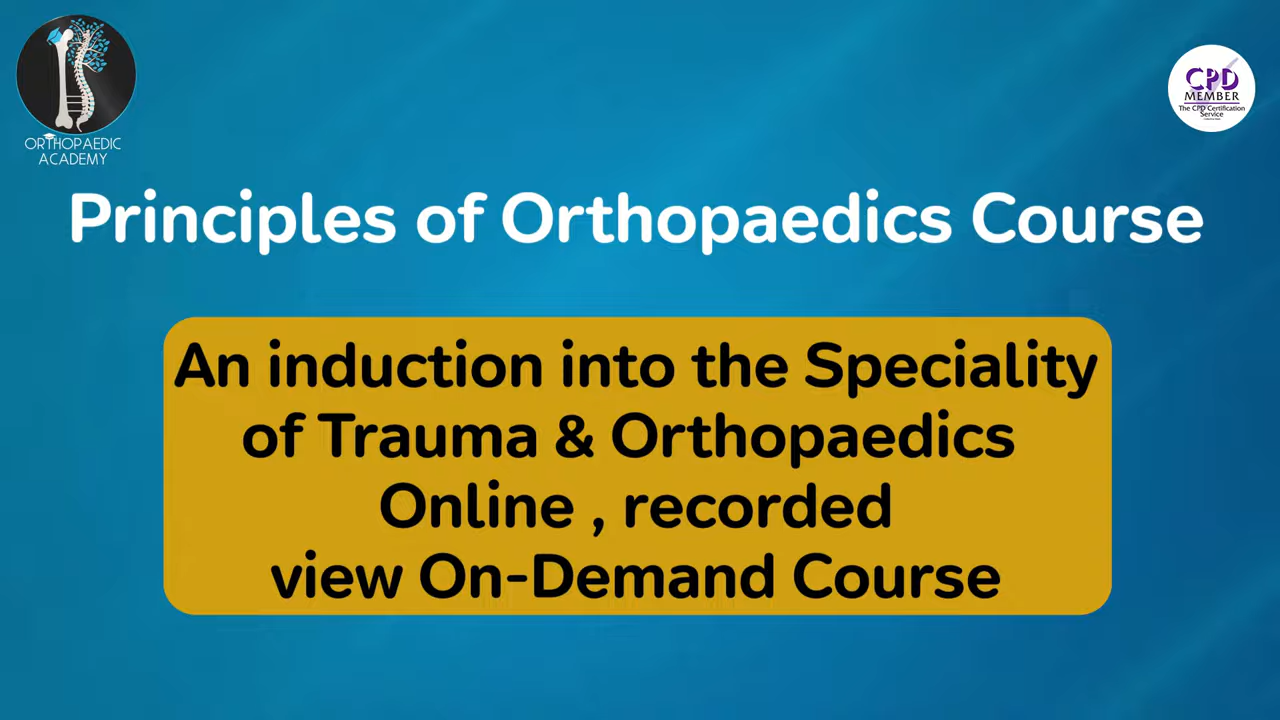 ORTHOPAEDIC
ACADEMY
CPD
MEMBER
The CPD Certification
Service
Principles of Orthopaedics Course
An induction into the Speciality
of Trauma & Orthopaedics
Online , recorded
view On-Demand Course